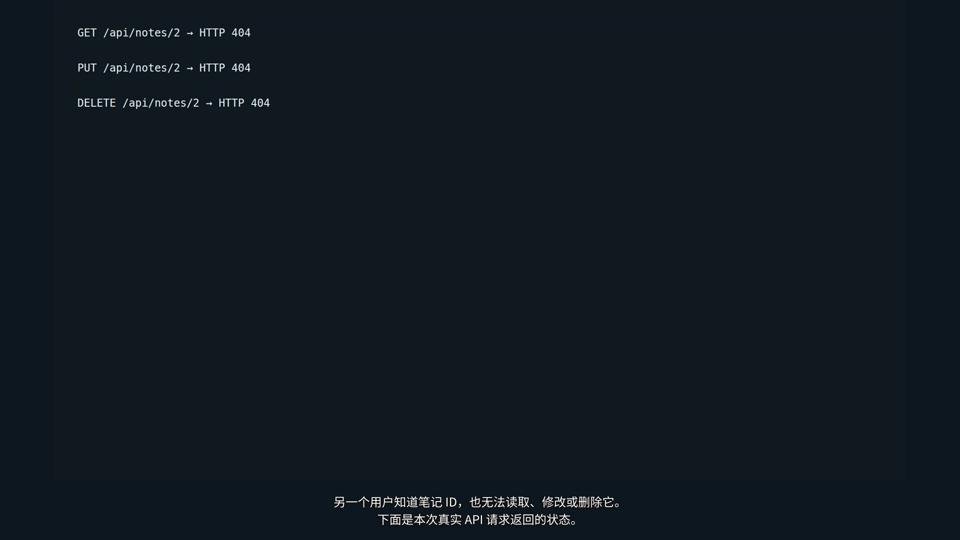 GET /api/notes/2 → HTTP 404
PUT /api/notes/2 → HTTP 404
DELETE /api/notes/2 → HTTP 404
另一个用户知道笔记 ID，也无法读取、修改或删除它。
下面是本次真实 API 请求返回的状态。